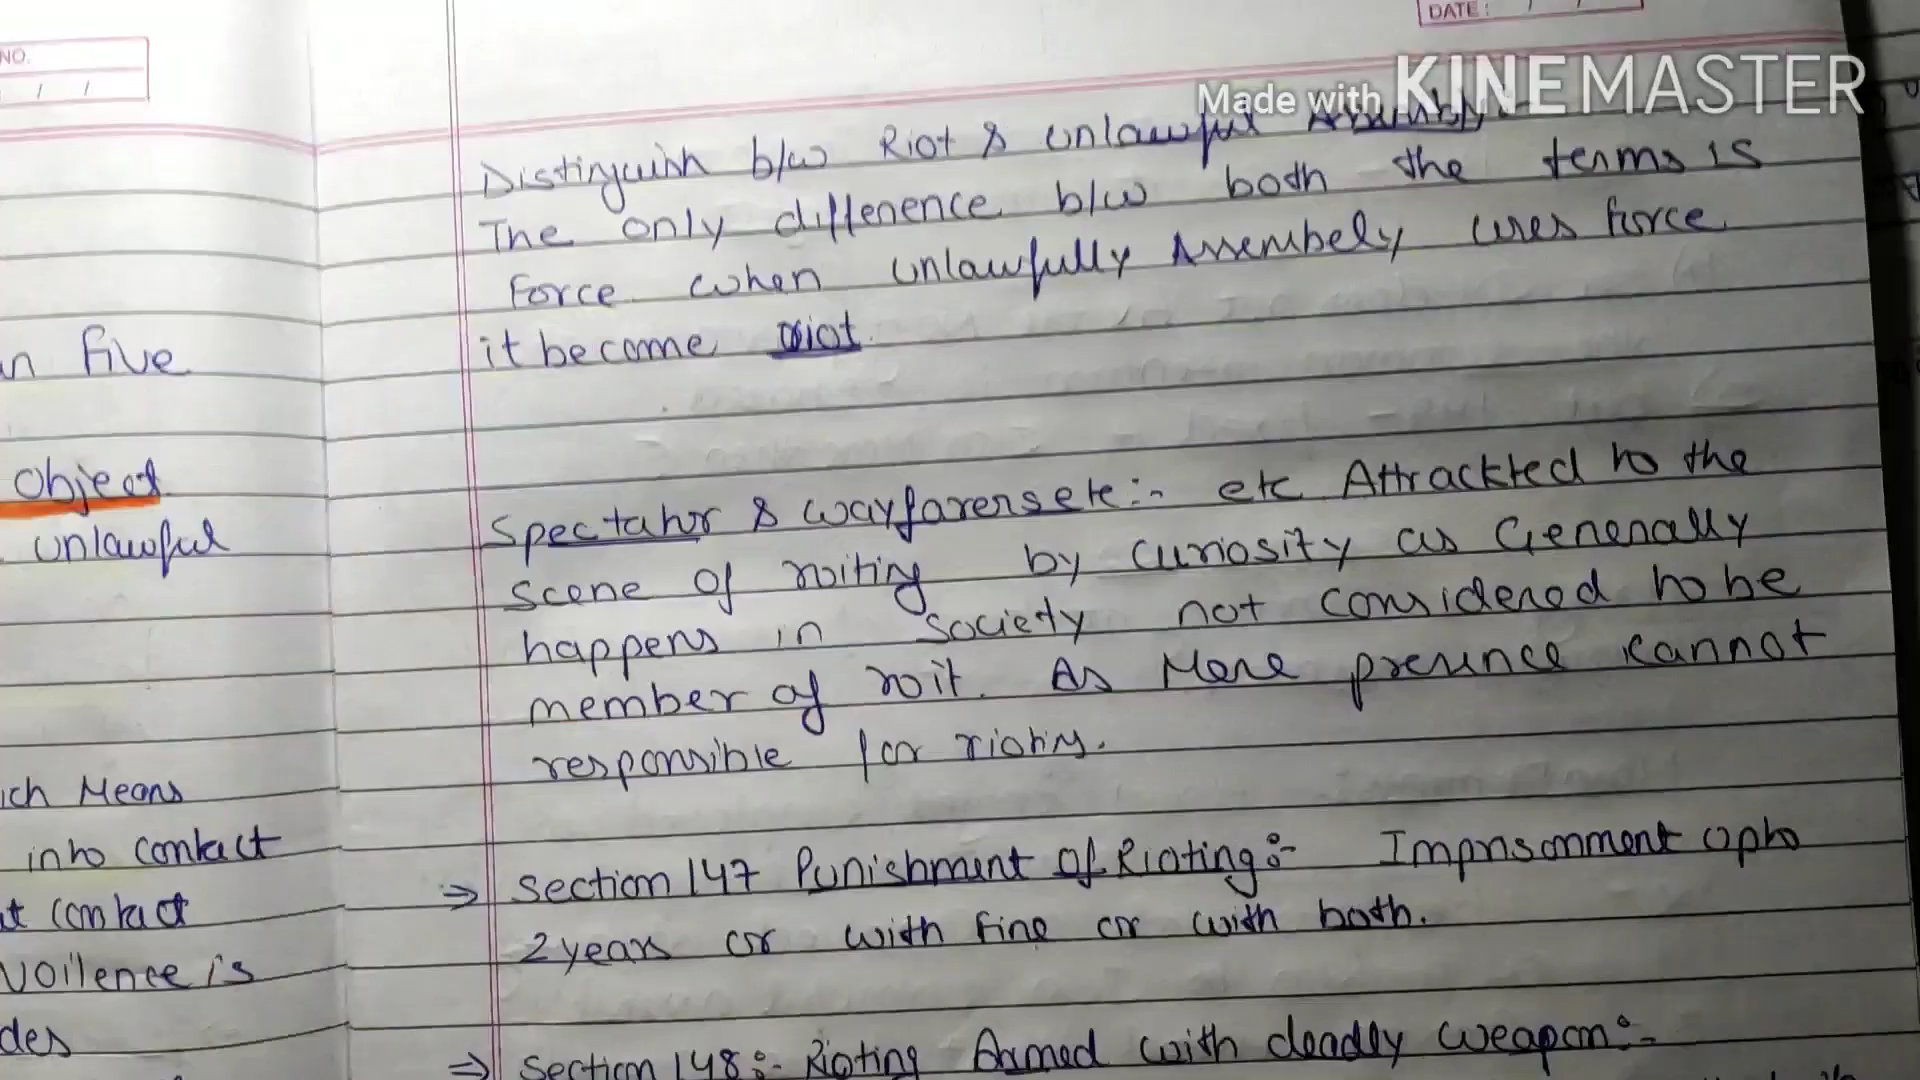 NO.
/ /
DATE: / /
Made with KINEMASTER
n five
object
unlawful
ich Means
into contact
t contact
voilence is
des
Distinguish b/w Riot & unlawful Assembly.
The only difference b/w both the terms is
force when unlawfully Assembely uses force
it become riot.
Spectator & wayfarers etc:- etc Attrackted to the
scene of roiting by curiosity as Generally
happens in society not considered to be
member of roit. As Mere presence cannot
responsible for rioting.
⇒ Section 147 Punishment of Rioting:- Imprisonment upto
2 years or with fine or with both.
⇒ Section 148:- Rioting Armed with deadly weapon:-